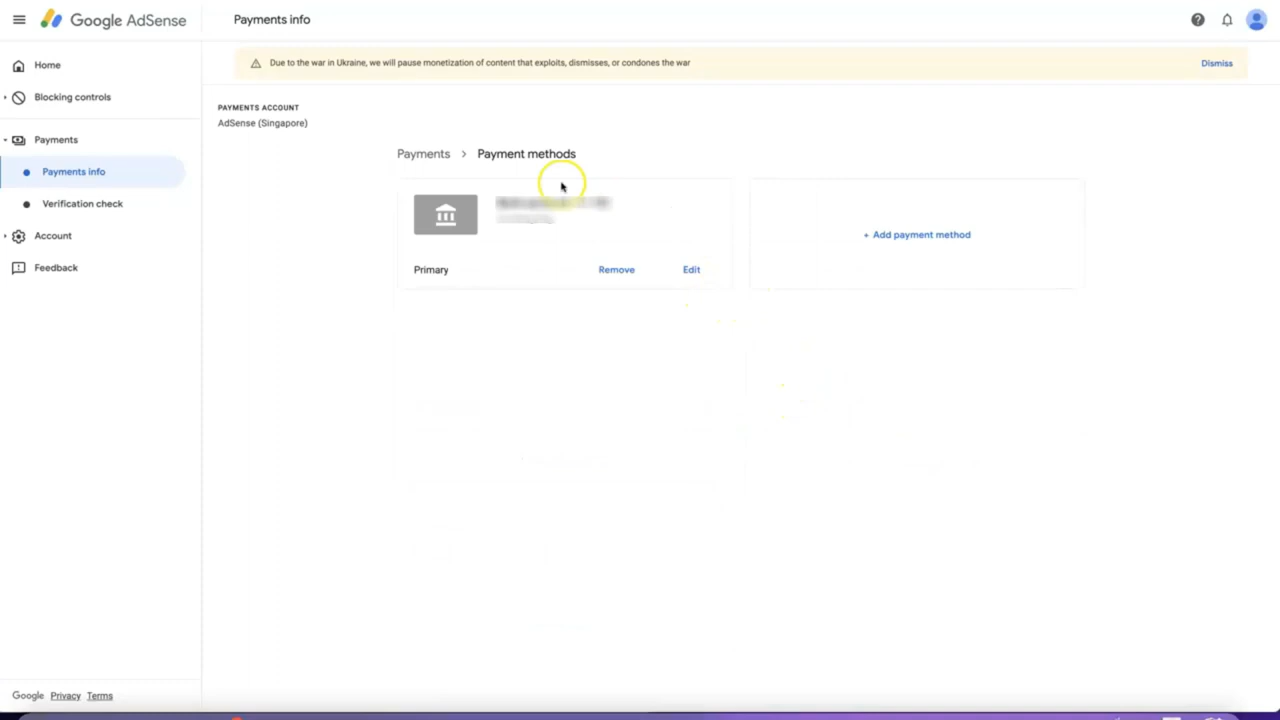 Google AdSense
Payments info
Due to the war in Ukraine, we will pause monetization of content that exploits, dismisses, or condones the war
Dismiss
Home
Blocking controls
Payments
Payments info
Verification check
Account
Feedback
PAYMENTS ACCOUNT
AdSense (Singapore)
Payments > Payment methods
Primary
Remove
Edit
+ Add payment method
Google Privacy Terms